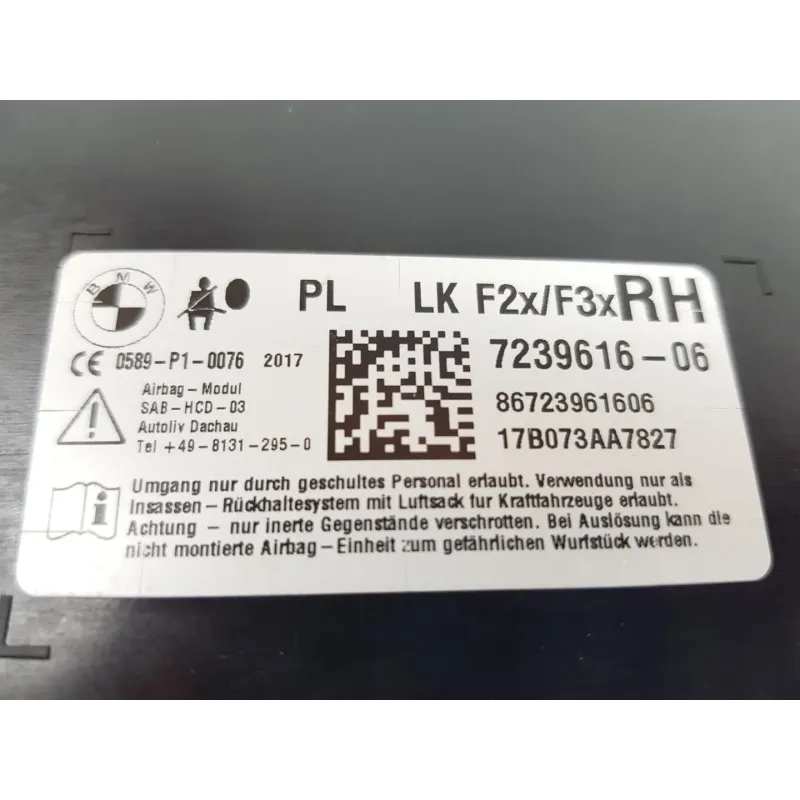 BMW
PL LK F2x/F3x RH
CE 0589-P1-0076 2017
7239616-06
Airbag-Modul
SAB-HCD-03
Autoliv Dachau
Tel +49-8131-295-0
86723961606
17B073AA7827
Umgang nur durch geschultes Personal erlaubt. Verwendung nur als
Insassen-Rückhaltesystem mit Luftsack fur Kraftfahrzeuge erlaubt.
Achtung - nur inerte Gegenstände verschrotten. Bei Auslösung kann die
nicht montierte Airbag-Einheit zum gefährlichen Wurfstück werden.